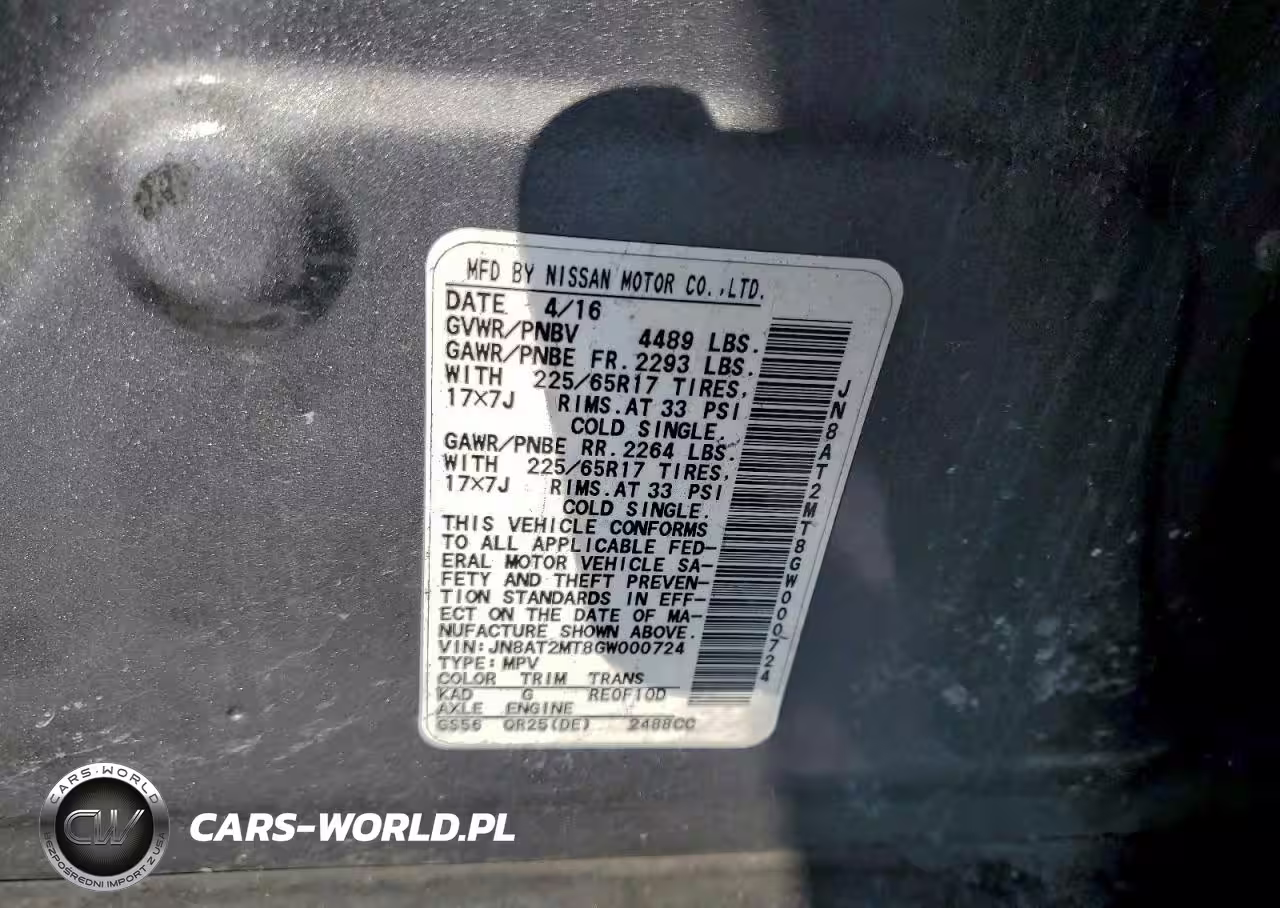 MFD BY NISSAN MOTOR CO.,LTD.
DATE 4/16
GVWR/PNBV 4489 LBS.
GAWR/PNBE FR. 2293 LBS.
WITH 225/65R17 TIRES,
17×7J RIMS. AT 33 PSI
COLD SINGLE.
GAWR/PNBE RR. 2264 LBS.
WITH 225/65R17 TIRES,
17×7J RIMS. AT 33 PSI
COLD SINGLE.
THIS VEHICLE CONFORMS
TO ALL APPLICABLE FED-
ERAL MOTOR VEHICLE SA-
FETY AND THEFT PREVEN-
TION STANDARDS IN EFF-
ECT ON THE DATE OF MA-
NUFACTURE SHOWN ABOVE.
VIN:JN8AT2MT8GW000724
TYPE:MPV
COLOR TRIM TRANS
KAD G RE0F10D
AXLE ENGINE
GS56 QR25(DE) 2488CC
JN8AT2MT8GW000724
CARS-WORLD
CW
BEZPOŚREDNI IMPORT Z USA
CARS-WORLD.PL